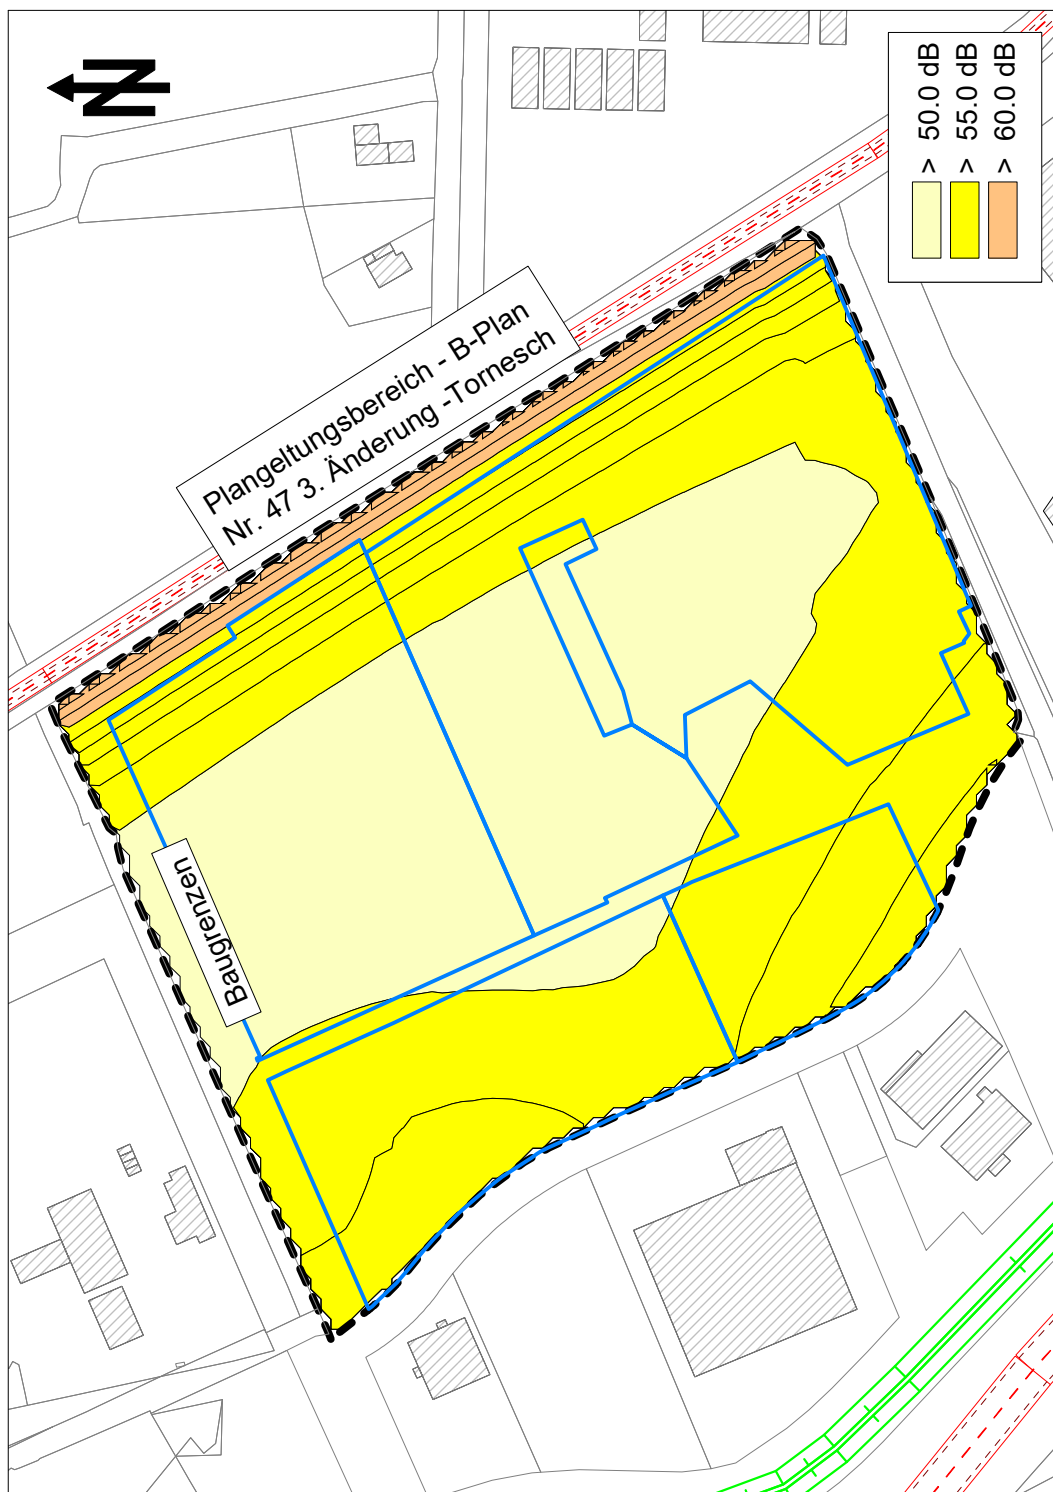 N
Plangeltungsbereich - B-Plan
Nr. 47 3. Änderung -Tornesch
Baugrenzen
> 50.0 dB
> 55.0 dB
> 60.0 dB